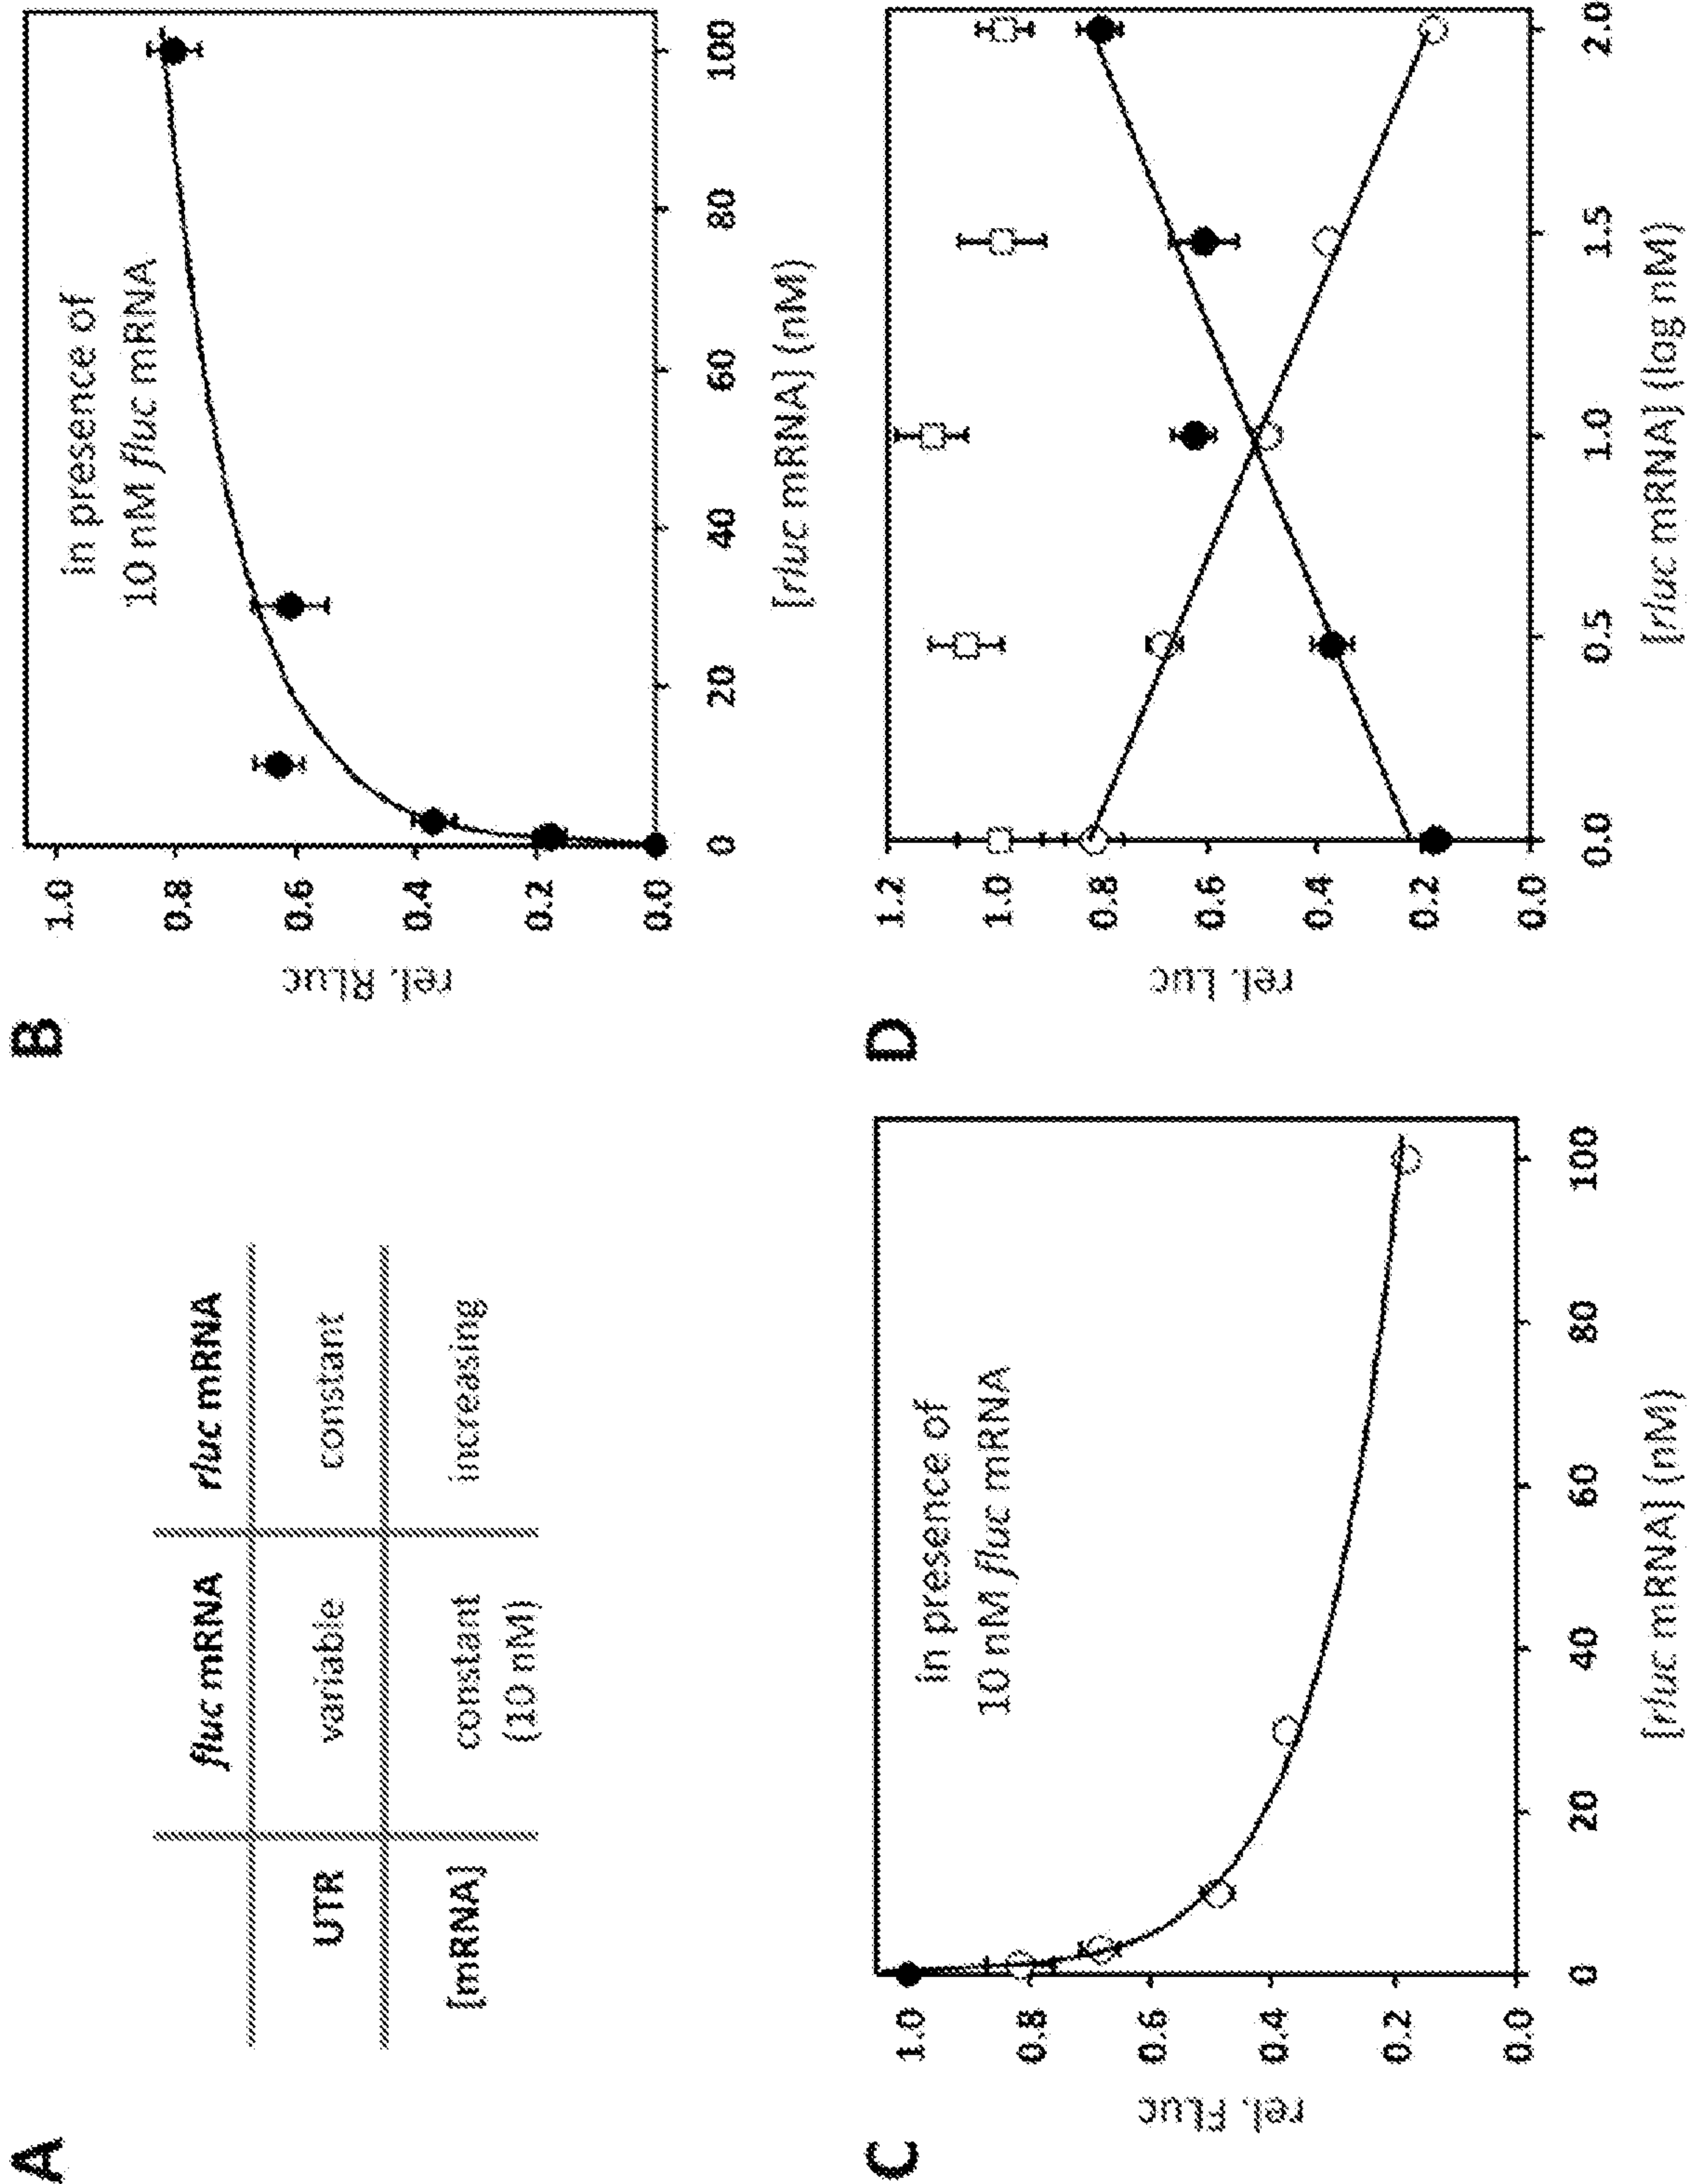 A
fluc mRNA rluc mRNA
UTR variable constant
[mRNA] constant increasing
(10 nM)
B
in presence of
10 nM fluc mRNA
1.0
0.8
0.6
0.4
0.2
0.0
rel. RLuc
0 20 40 60 80 100
[rluc mRNA] (nM)
C
in presence of
10 nM fluc mRNA
1.0
0.8
0.6
0.4
0.2
0.0
rel. FLuc
0 20 40 60 80 100
[rluc mRNA] (nM)
D
1.2
1.0
0.8
0.6
0.4
0.2
0.0
rel. Luc
0.0 0.5 1.0 1.5 2.0
[rluc mRNA] (log nM)